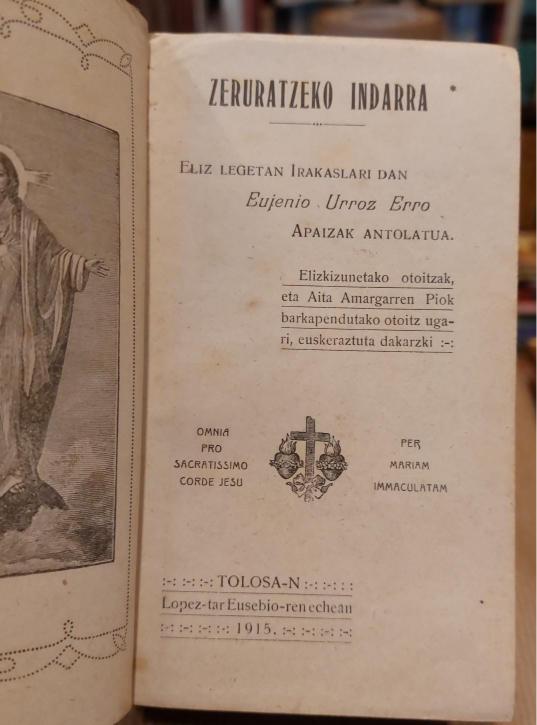 ZERURATZEKO INDARRA
ELIZ LEGETAN IRAKASLARI DAN
Eujenio Urroz Erro
APAIZAK ANTOLATUA.
Elizkizunetako otoitzak,
eta Aita Amargarren Piok
barkapendutako otoitz uga-
ri, euskeraztuta dakarzki :-:
OMNIA
PRO
SACRATISSIMO
CORDE JESU
PER
MARIAM
IMMACULATAM
:-: :-: :-: TOLOSA-N :-: :-: : :
Lopez-tar Eusebio-ren echean
:-: :-: :-: :-: 1915. :-: :-: :-: :-: